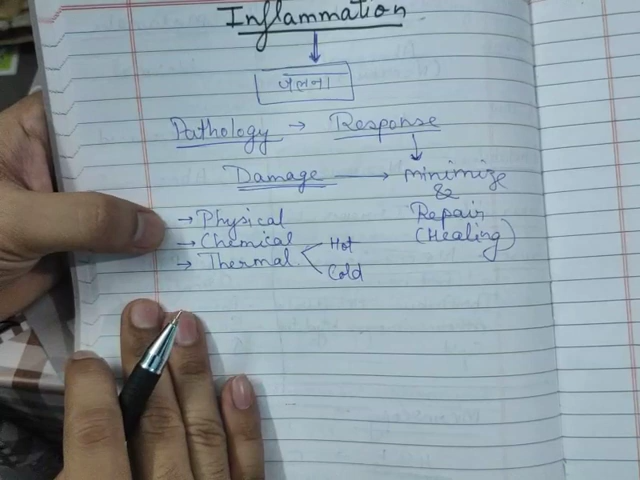 Inflammation
↓
जलना
Pathology → Response
↓
Damage → minimize
&
→ Physical Repair
→ Chemical (Healing)
→ Thermal < Hot
Cold